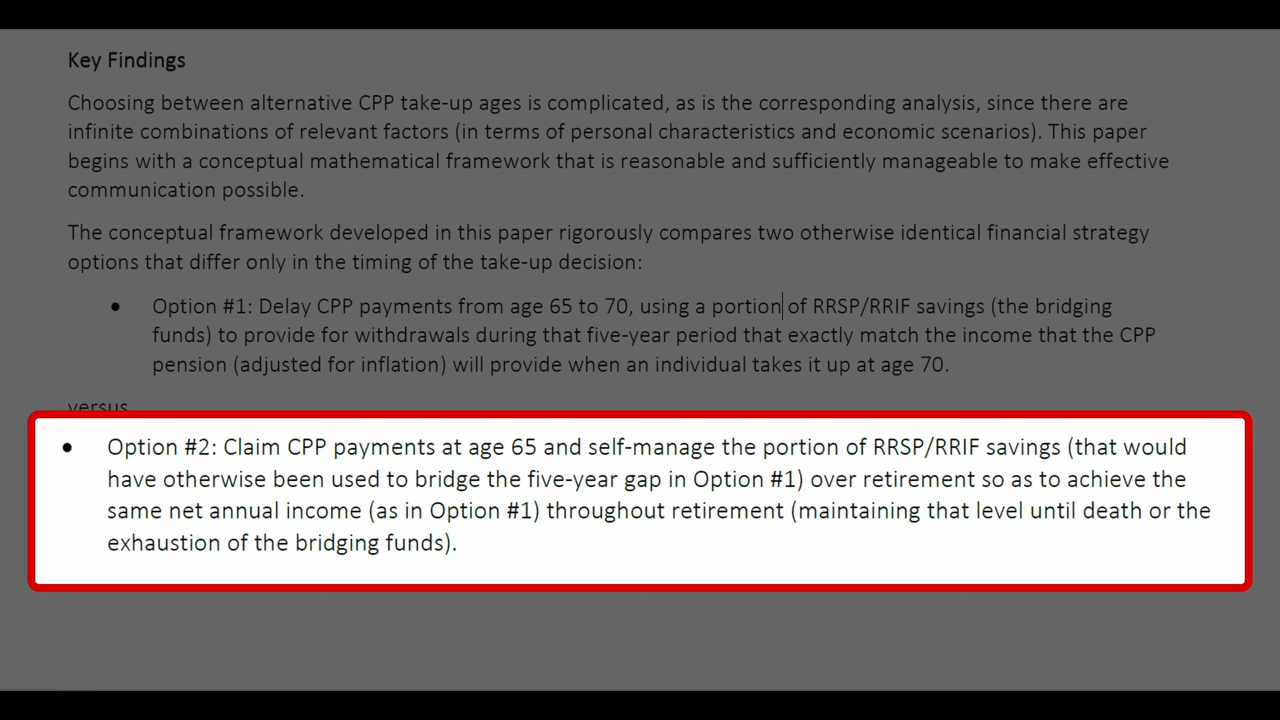 Key Findings
Choosing between alternative CPP take-up ages is complicated, as is the corresponding analysis, since there are
infinite combinations of relevant factors (in terms of personal characteristics and economic scenarios). This paper
begins with a conceptual mathematical framework that is reasonable and sufficiently manageable to make effective
communication possible.
The conceptual framework developed in this paper rigorously compares two otherwise identical financial strategy
options that differ only in the timing of the take-up decision:
• Option #1: Delay CPP payments from age 65 to 70, using a portion of RRSP/RRIF savings (the bridging
funds) to provide for withdrawals during that five-year period that exactly match the income that the CPP
pension (adjusted for inflation) will provide when an individual takes it up at age 70.
versus
• Option #2: Claim CPP payments at age 65 and self-manage the portion of RRSP/RRIF savings (that would
have otherwise been used to bridge the five-year gap in Option #1) over retirement so as to achieve the
same net annual income (as in Option #1) throughout retirement (maintaining that level until death or the
exhaustion of the bridging funds).